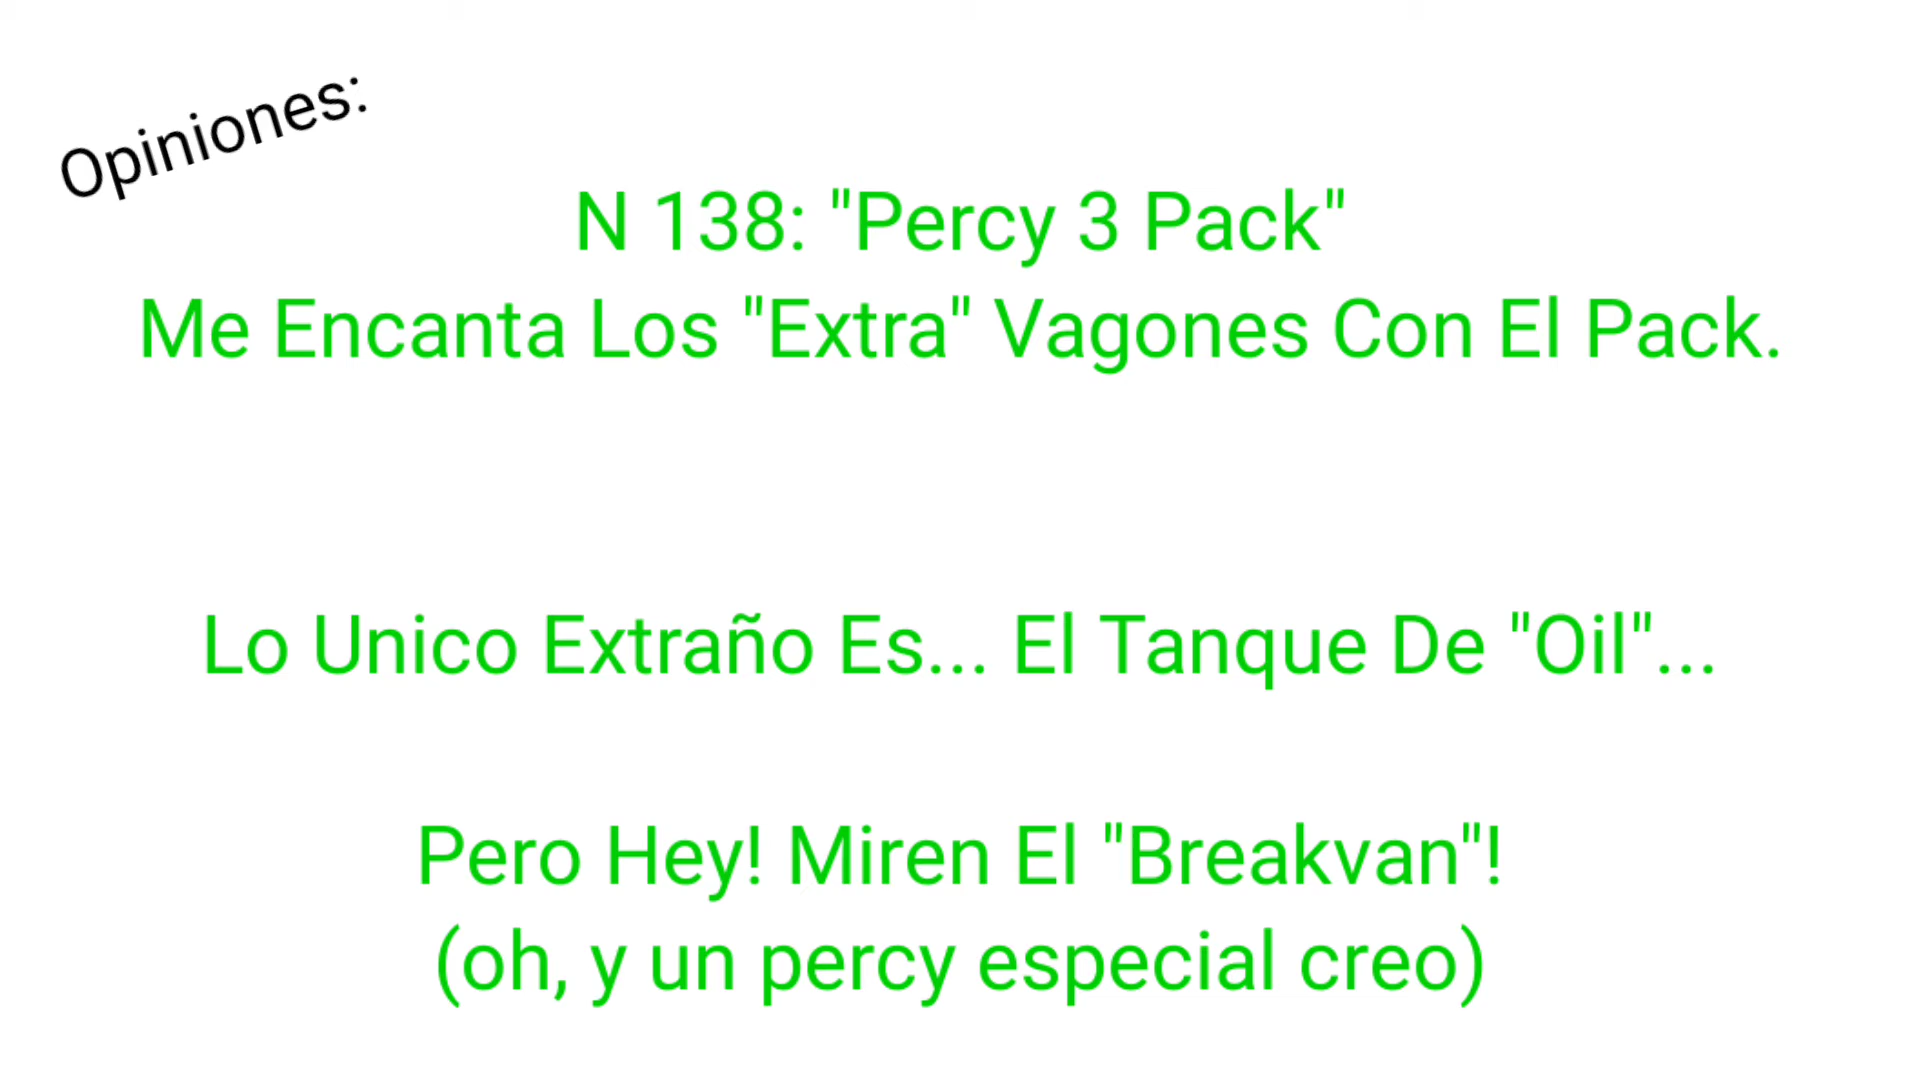 Opiniones:
N 138: "Percy 3 Pack"
Me Encanta Los "Extra" Vagones Con El Pack.
Lo Unico Extraño Es... El Tanque De "Oil"...
Pero Hey! Miren El "Breakvan"!
(oh, y un percy especial creo)